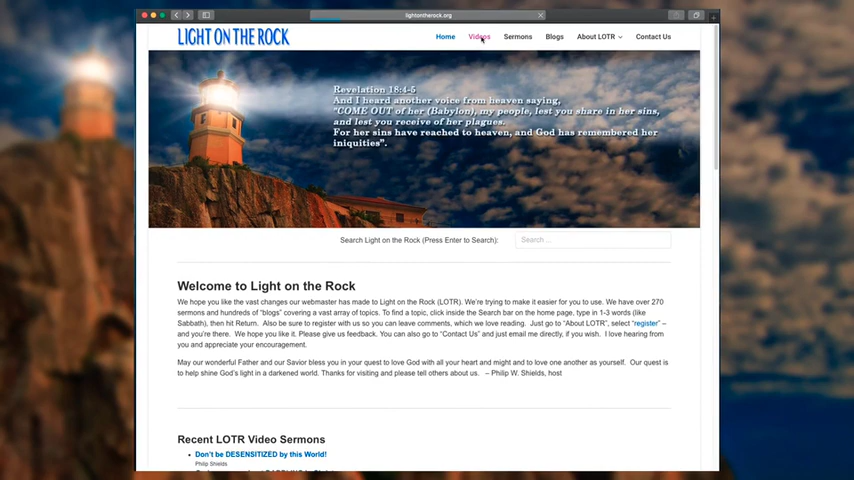 lightontherock.org
LIGHT ON THE ROCK
Home Videos Sermons Blogs About LOTR Contact Us
Revelation 18:4-5
And I heard another voice from heaven saying,
"COME OUT of her (Babylon), my people, lest you share in her sins,
and lest you receive of her plagues.
For her sins have reached to heaven, and God has remembered her
iniquities".
Search Light on the Rock (Press Enter to Search): Search...
Welcome to Light on the Rock
We hope you like the vast changes our webmaster has made to Light on the Rock (LOTR). We're trying to make it easier for you to use. We have over 270
sermons and hundreds of "blogs" covering a vast array of topics. To find a topic, click inside the Search bar on the home page, type in 1-3 words (like
Sabbath), then hit Return. Also be sure to register with us so you can leave comments, which we love reading. Just go to "About LOTR", select "register" –
and you're there. We hope you like it. Please give us feedback. You can also go to "Contact Us" and just email me directly, if you wish. I love hearing from
you and appreciate your encouragement.
May our wonderful Father and our Savior bless you in your quest to love God with all your heart and might and to love one another as yourself. Our quest is
to help shine God's light in a darkened world. Thanks for visiting and please tell others about us. – Philip W. Shields, host
Recent LOTR Video Sermons
Don't be DESENSITIZED by this World!
Philip Shields